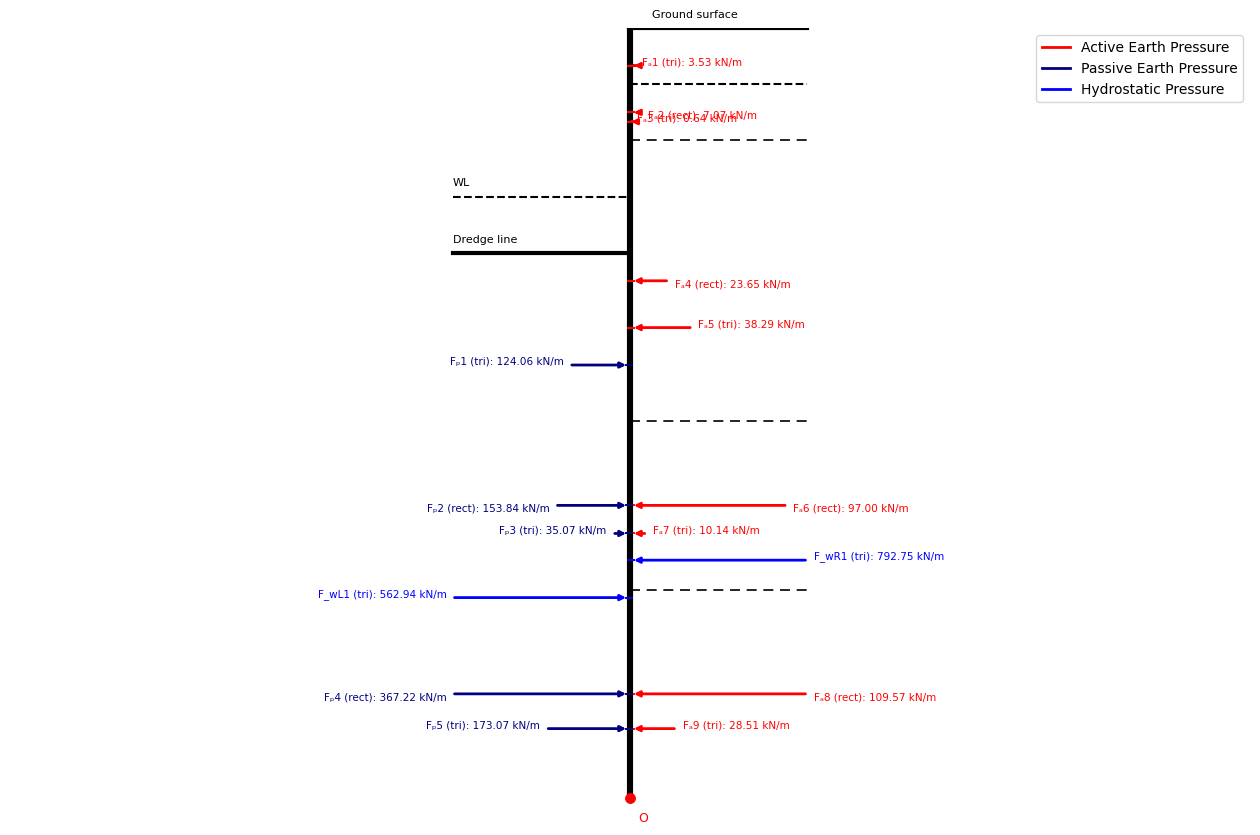 Ground surface
Active Earth Pressure
Passive Earth Pressure
Hydrostatic Pressure
Fₐ1 (tri): 3.53 kN/m
Fₐ2 (rect): 7.07 kN/m
Fₐ3 (tri): 0.64 kN/m
WL
Dredge line
Fₐ4 (rect): 23.65 kN/m
Fₐ5 (tri): 38.29 kN/m
Fₚ1 (tri): 124.06 kN/m
Fₚ2 (rect): 153.84 kN/m
Fₐ6 (rect): 97.00 kN/m
Fₚ3 (tri): 35.07 kN/m
Fₐ7 (tri): 10.14 kN/m
F_wR1 (tri): 792.75 kN/m
F_wL1 (tri): 562.94 kN/m
Fₚ4 (rect): 367.22 kN/m
Fₐ8 (rect): 109.57 kN/m
Fₚ5 (tri): 173.07 kN/m
Fₐ9 (tri): 28.51 kN/m
O